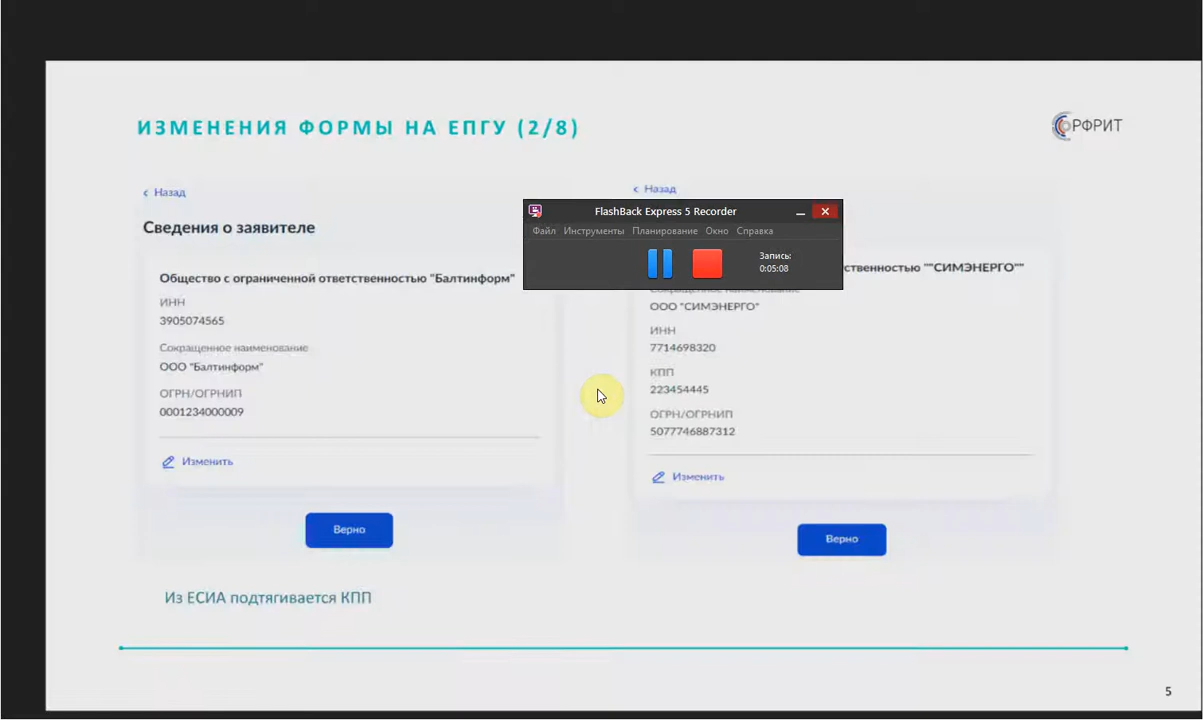 ИЗМЕНЕНИЯ ФОРМЫ НА ЕПГУ (2/8)
РФРИТ
‹ Назад
Сведения о заявителе
Общество с ограниченной ответственностью "Балтинформ"
ИНН
3905074565
Сокращенное наименование
ООО "Балтинформ"
ОГРН/ОГРНИП
0001234000009
Изменить
Верно
‹ Назад
FlashBack Express 5 Recorder
Файл Инструменты Планирование Окно Справка
Запись:
0:05:08
ственностью ""СИМЭНЕРГО""
ООО "СИМЭНЕРГО"
ИНН
7714698320
КПП
223454445
ОГРН/ОГРНИП
5077746887312
Изменить
Верно
Из ЕСИА подтягивается КПП
5